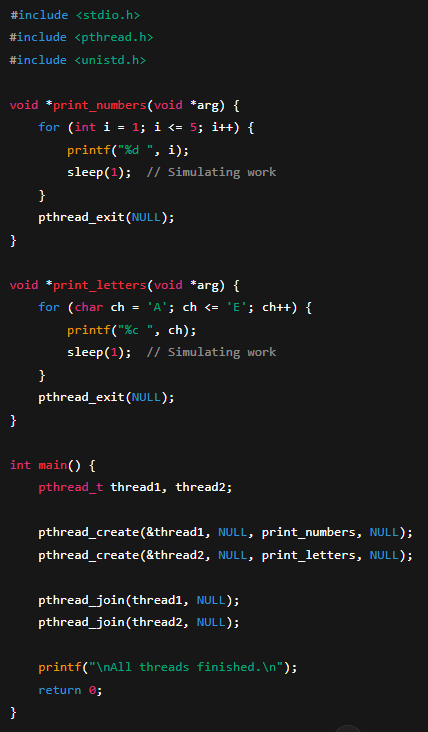 #include <stdio.h>
#include <pthread.h>
#include <unistd.h>

void *print_numbers(void *arg) {
    for (int i = 1; i <= 5; i++) {
        printf("%d ", i);
        sleep(1);  // Simulating work
    }
    pthread_exit(NULL);
}

void *print_letters(void *arg) {
    for (char ch = 'A'; ch <= 'E'; ch++) {
        printf("%c ", ch);
        sleep(1);  // Simulating work
    }
    pthread_exit(NULL);
}

int main() {
    pthread_t thread1, thread2;

    pthread_create(&thread1, NULL, print_numbers, NULL);
    pthread_create(&thread2, NULL, print_letters, NULL);

    pthread_join(thread1, NULL);
    pthread_join(thread2, NULL);

    printf("\nAll threads finished.\n");
    return 0;
}